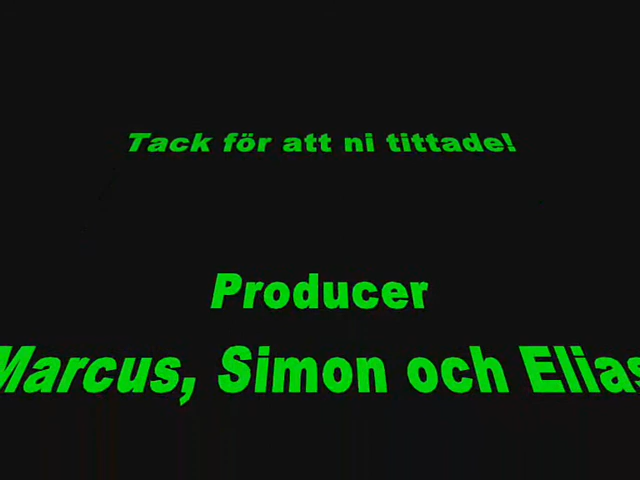 Tack för att ni tittade!
Producer
Marcus, Simon och Elias